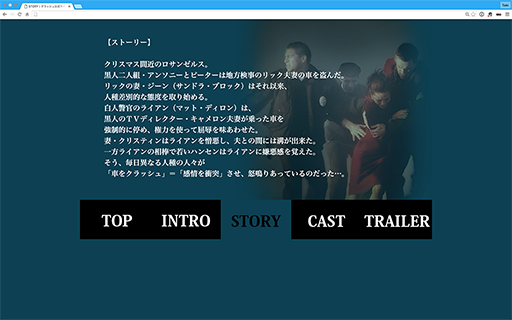 【ストーリー】
クリスマス間近のロサンゼルス。
黒人二人組・アンソニーとピーターは地方検事のリック夫妻の車を盗んだ。
リックの妻・ジーン（サンドラ・ブロック）はそれ以来、
人種差別的な態度を取り始める。
白人警官のライアン（マット・ディロン）は、
黒人のＴＶディレクター・キャメロン夫妻が乗った車を
強制的に停め、権力を使って屈辱を味あわせた。
妻・クリスティンはライアンを憎悪し、夫との間には溝が出来た。
一方ライアンの相棒で若いハンセンはライアンに嫌悪感を覚えた。
そう、毎日異なる人種の人々が
「車をクラッシュ」＝「感情を衝突」させ、怒鳴りあっているのだった…。
TOP INTRO STORY CAST TRAILER